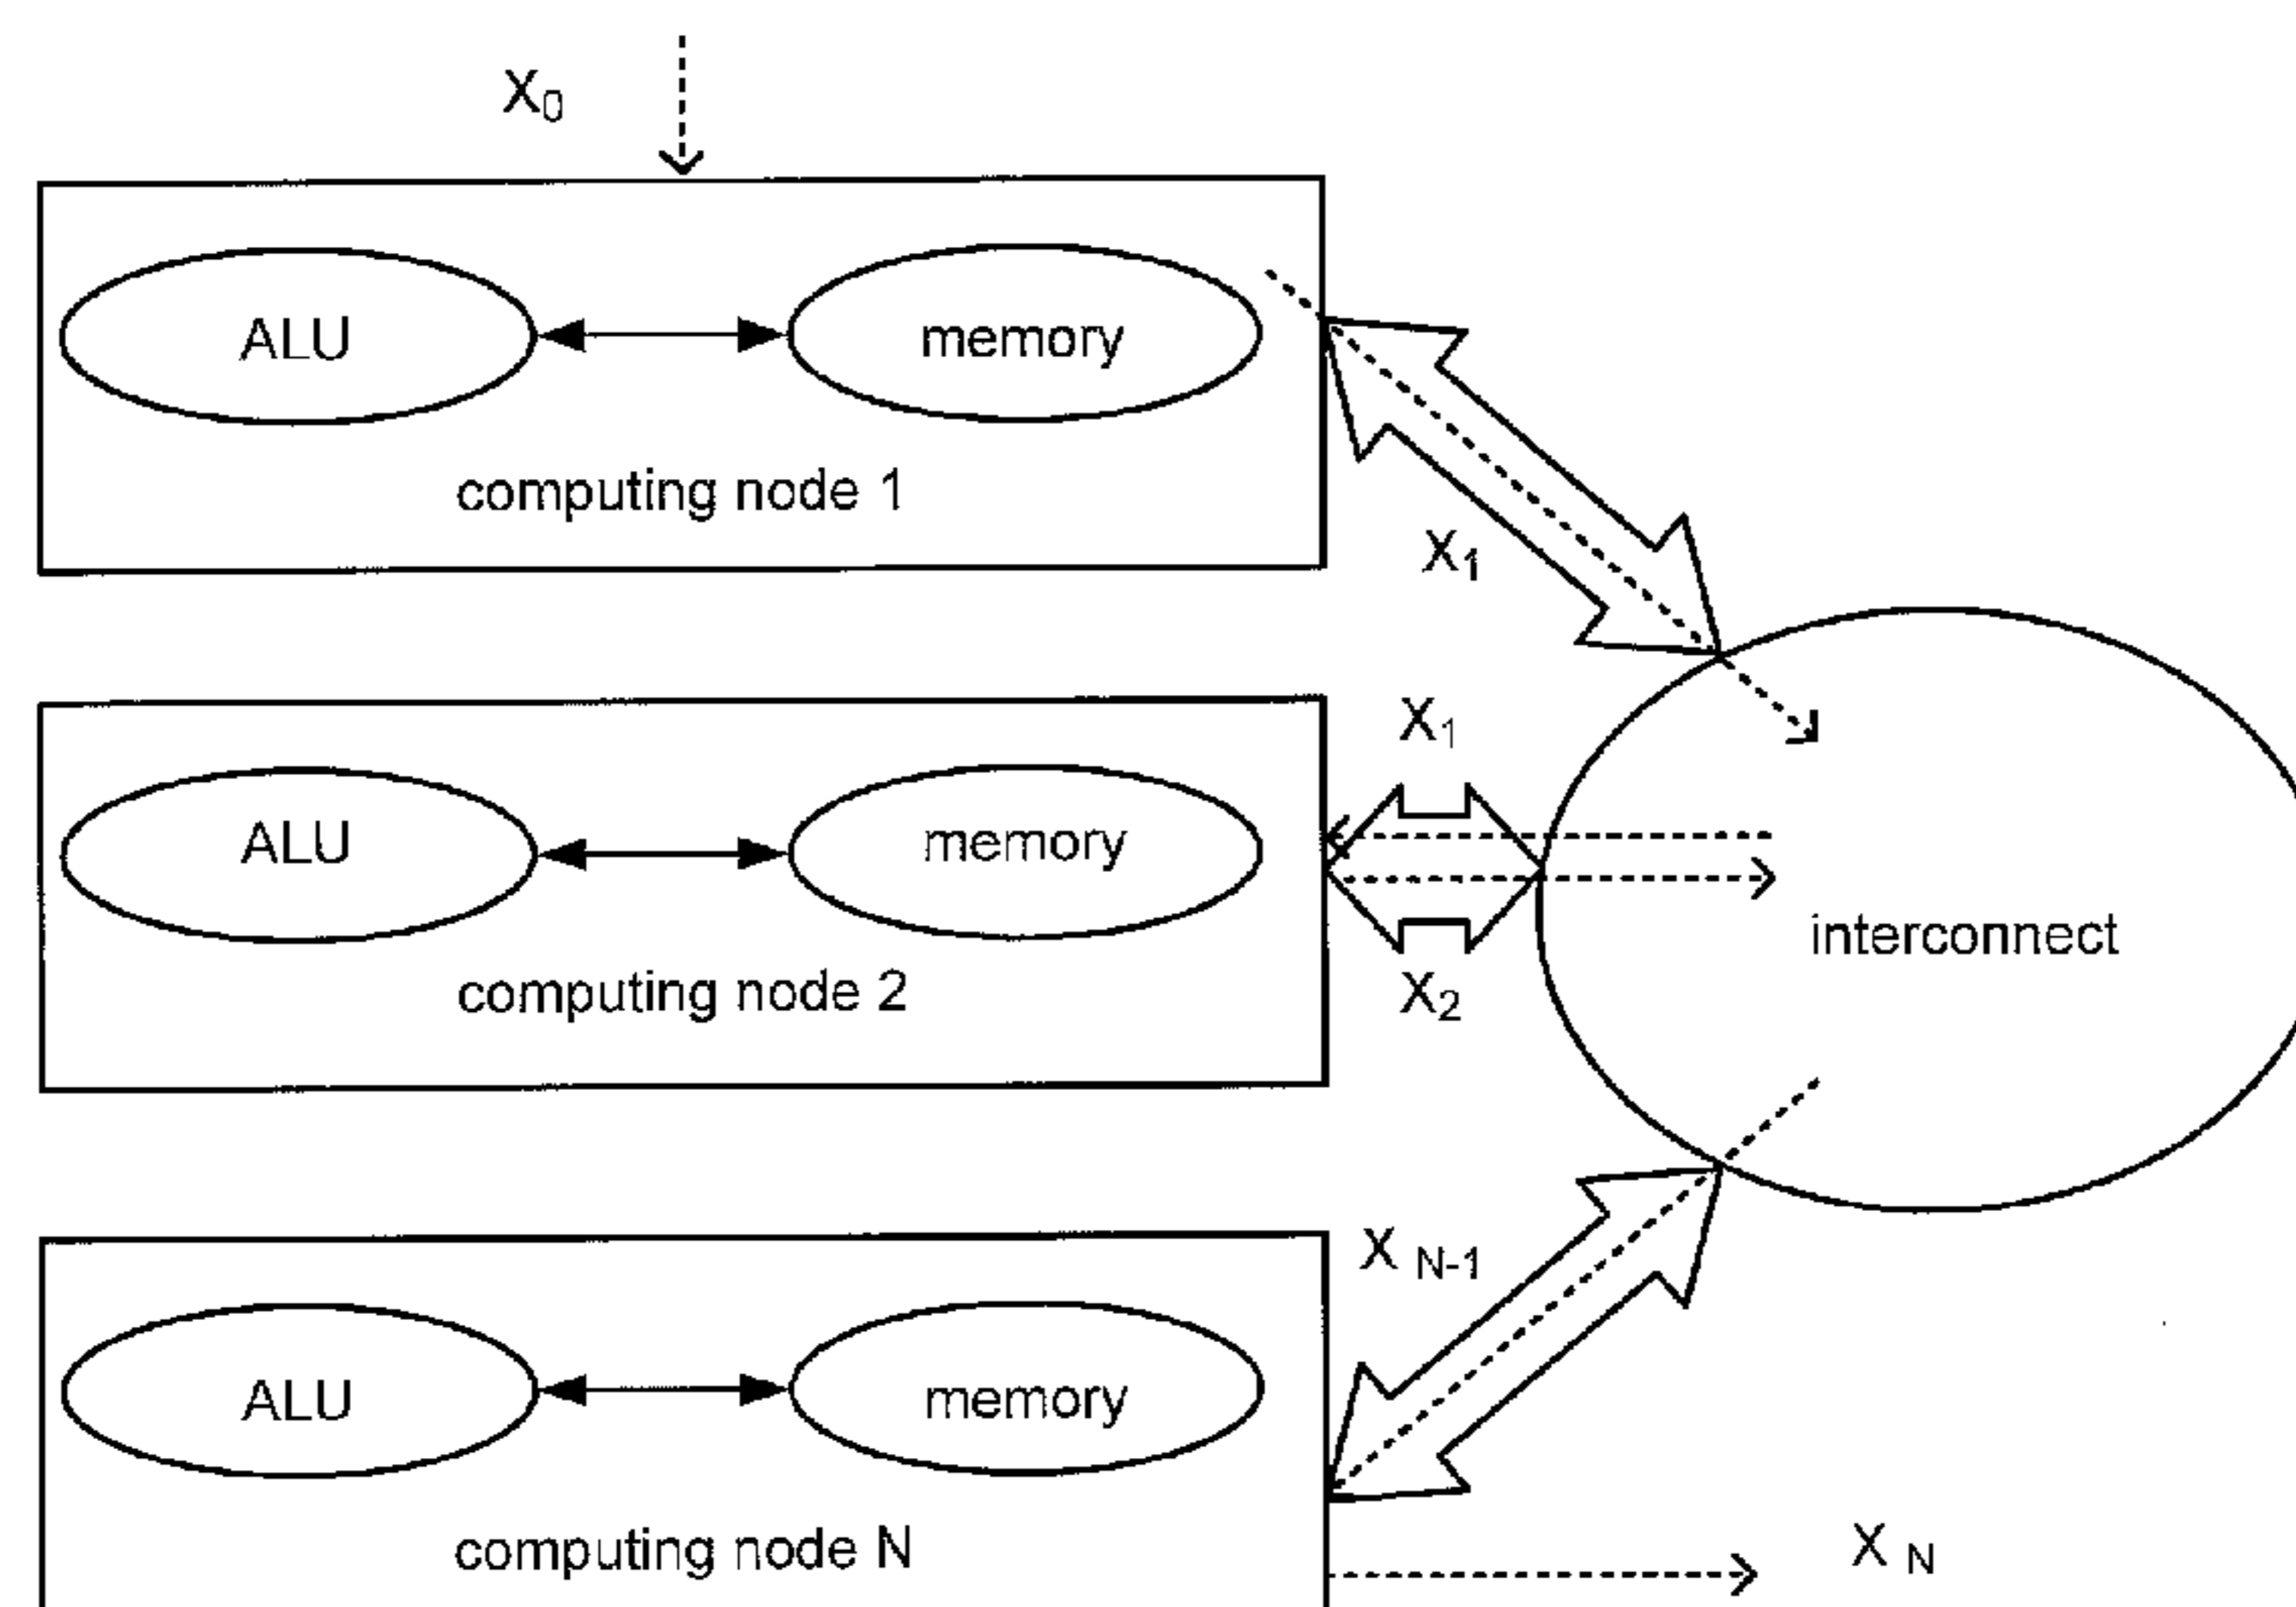 X0
ALU
memory
computing node 1
X1
X1
ALU
memory
computing node 2
X2
interconnect
X N-1
ALU
memory
computing node N
X N